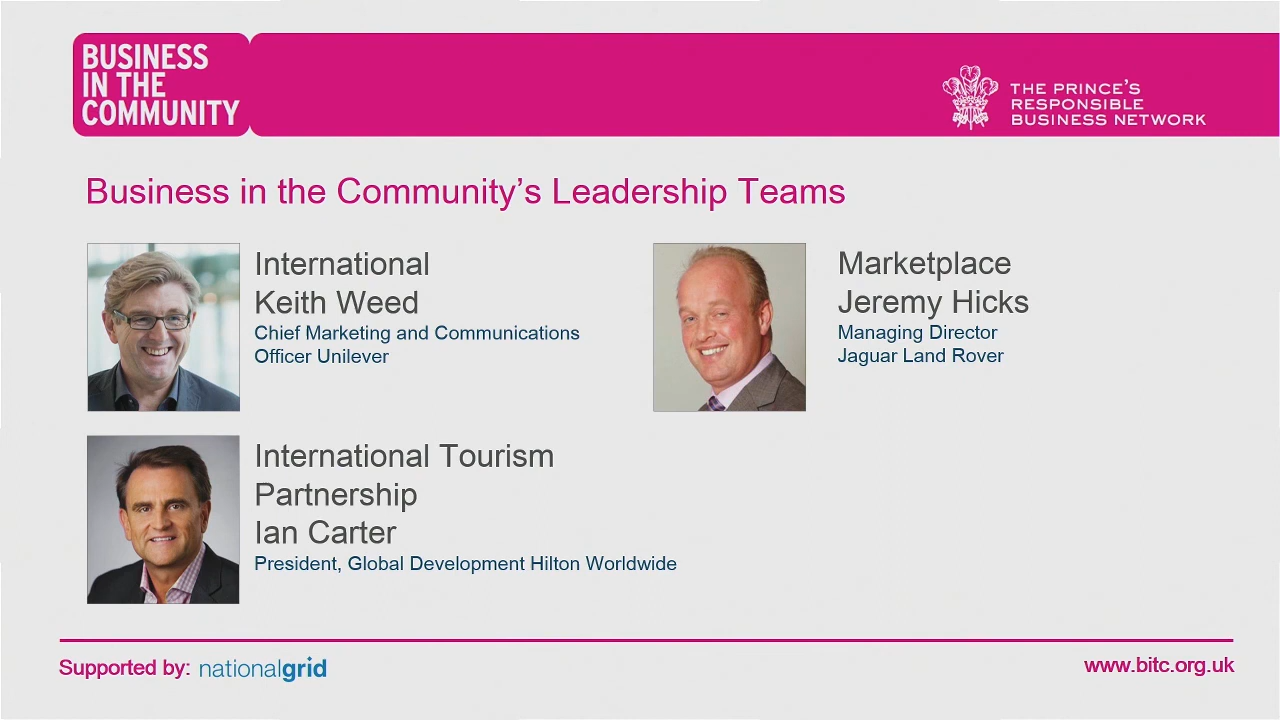 BUSINESS
IN THE
COMMUNITY
THE PRINCE'S
RESPONSIBLE
BUSINESS NETWORK
Business in the Community’s Leadership Teams
International
Keith Weed
Chief Marketing and Communications
Officer Unilever
Marketplace
Jeremy Hicks
Managing Director
Jaguar Land Rover
International Tourism
Partnership
Ian Carter
President, Global Development Hilton Worldwide
Supported by: nationalgrid
www.bitc.org.uk